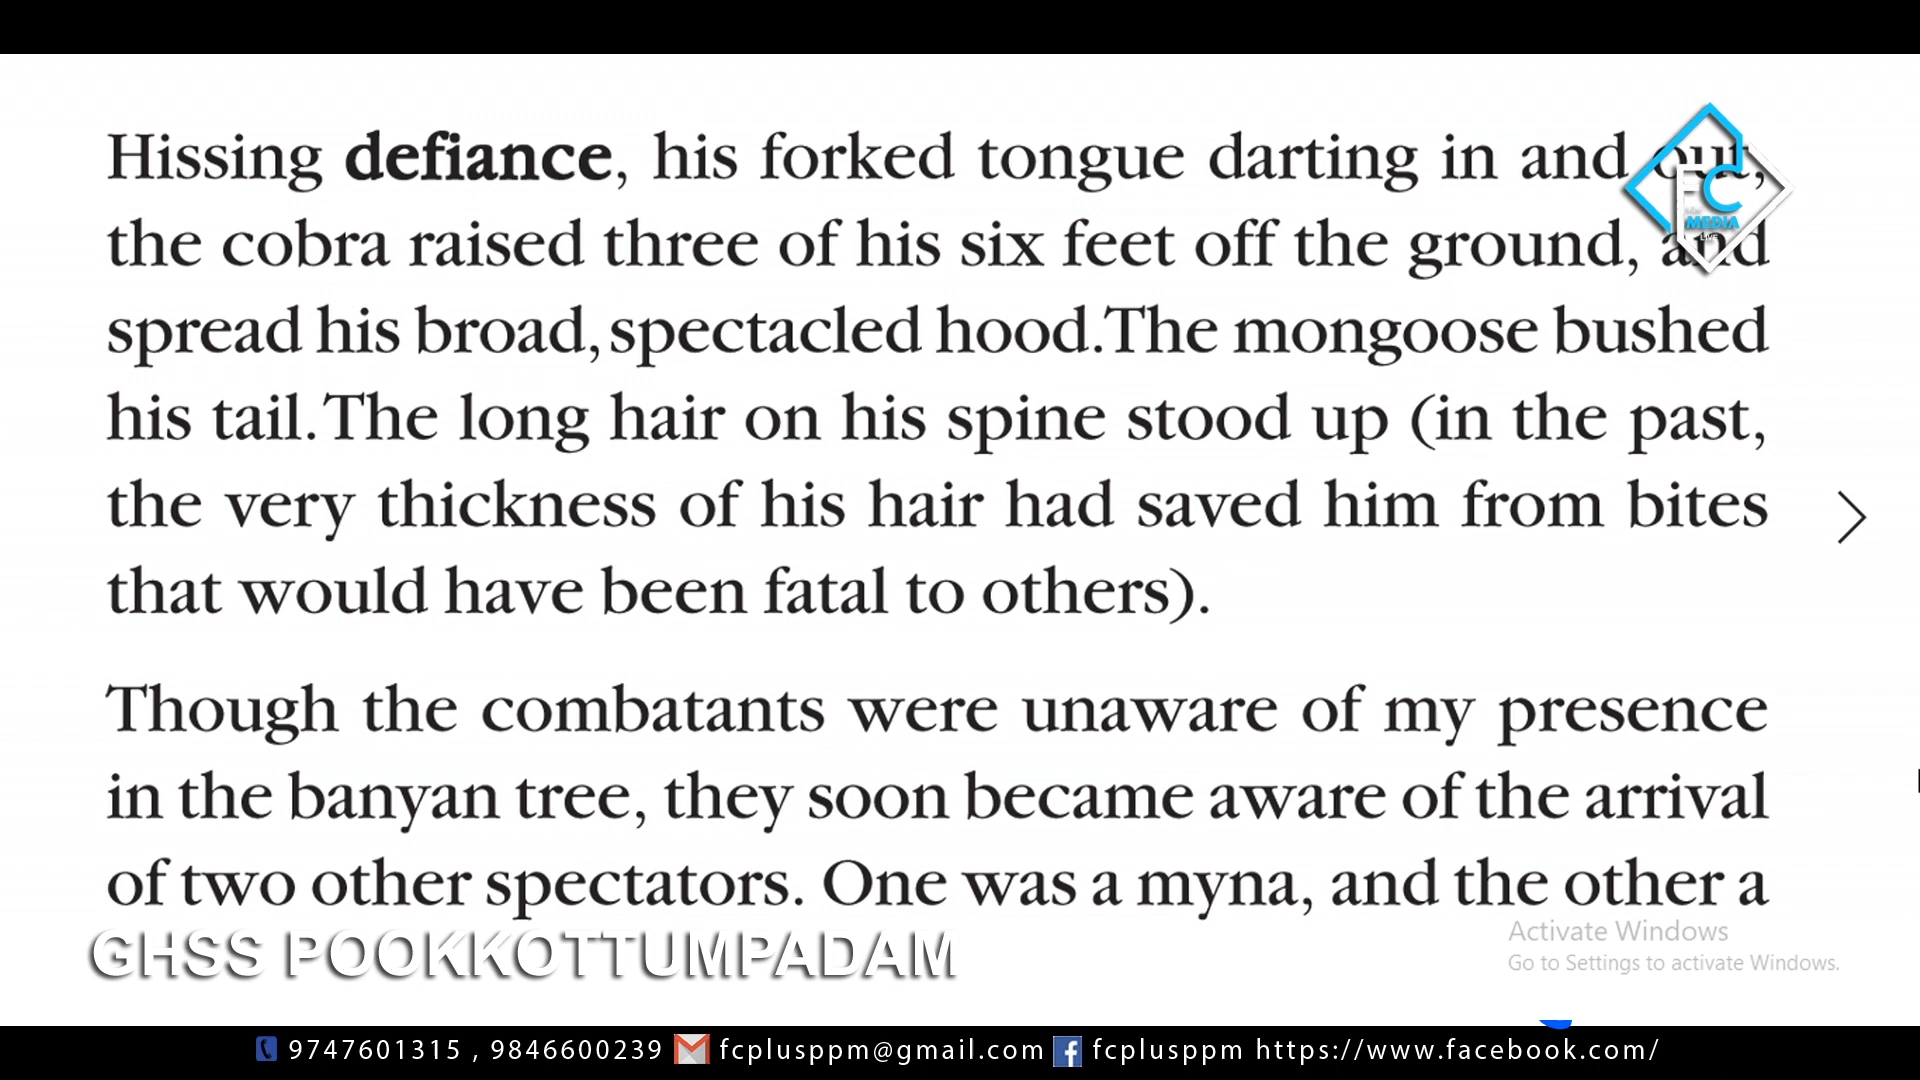 Hissing defiance, his forked tongue darting in and out,
the cobra raised three of his six feet off the ground, and
spread his broad, spectacled hood. The mongoose bushed
his tail. The long hair on his spine stood up (in the past,
the very thickness of his hair had saved him from bites
that would have been fatal to others).
Though the combatants were unaware of my presence
in the banyan tree, they soon became aware of the arrival
of two other spectators. One was a myna, and the other a
FC
MEDIA
LIVE
GHSS POOKKOTTUMPADAM
Activate Windows
Go to Settings to activate Windows.
9747601315 , 9846600239 fcplusppm@gmail.com fcplusppm https://www.facebook.com/